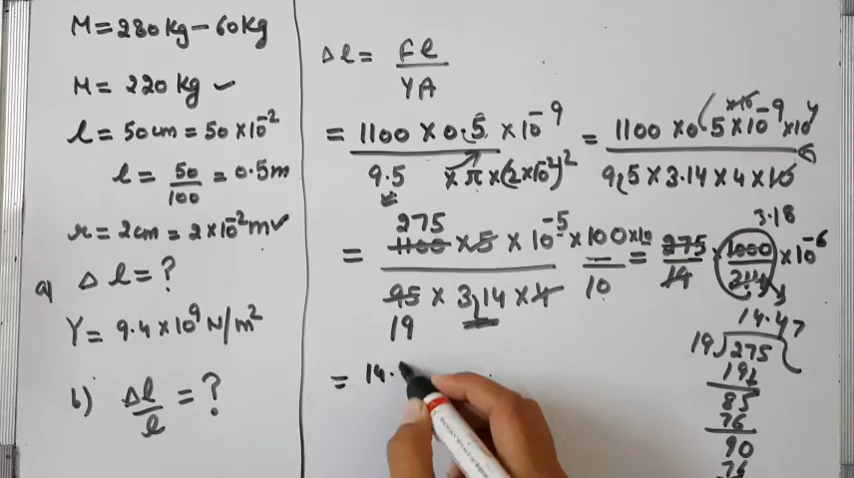 M = 280 kg - 60 kg
M = 220 kg ✓
l = 50 cm = 50 × 10⁻²
l = 50/100 = 0.5 m
r = 2 cm = 2 × 10⁻² m ✓
a) Δl = ?
Y = 9.4 × 10⁹ N/m²
b) Δl/l = ?
Δl = Fl / YA
= 1100 × 0.5 × 10⁻⁹ / 9.5 × π × (2 × 10⁻²)² = 1100 × 0.5 × 10⁻⁹ × 10⁴ / 9.5 × 3.14 × 4 × 10
275
= 1100 × 5 × 10⁻⁵ × 100 × 10 / 95 × 3.14 × 4 10 = 275/19 × 1000/314 × 10⁻⁶
3.18
19
14.47
19)275
19
85
76
90
76
= 14.